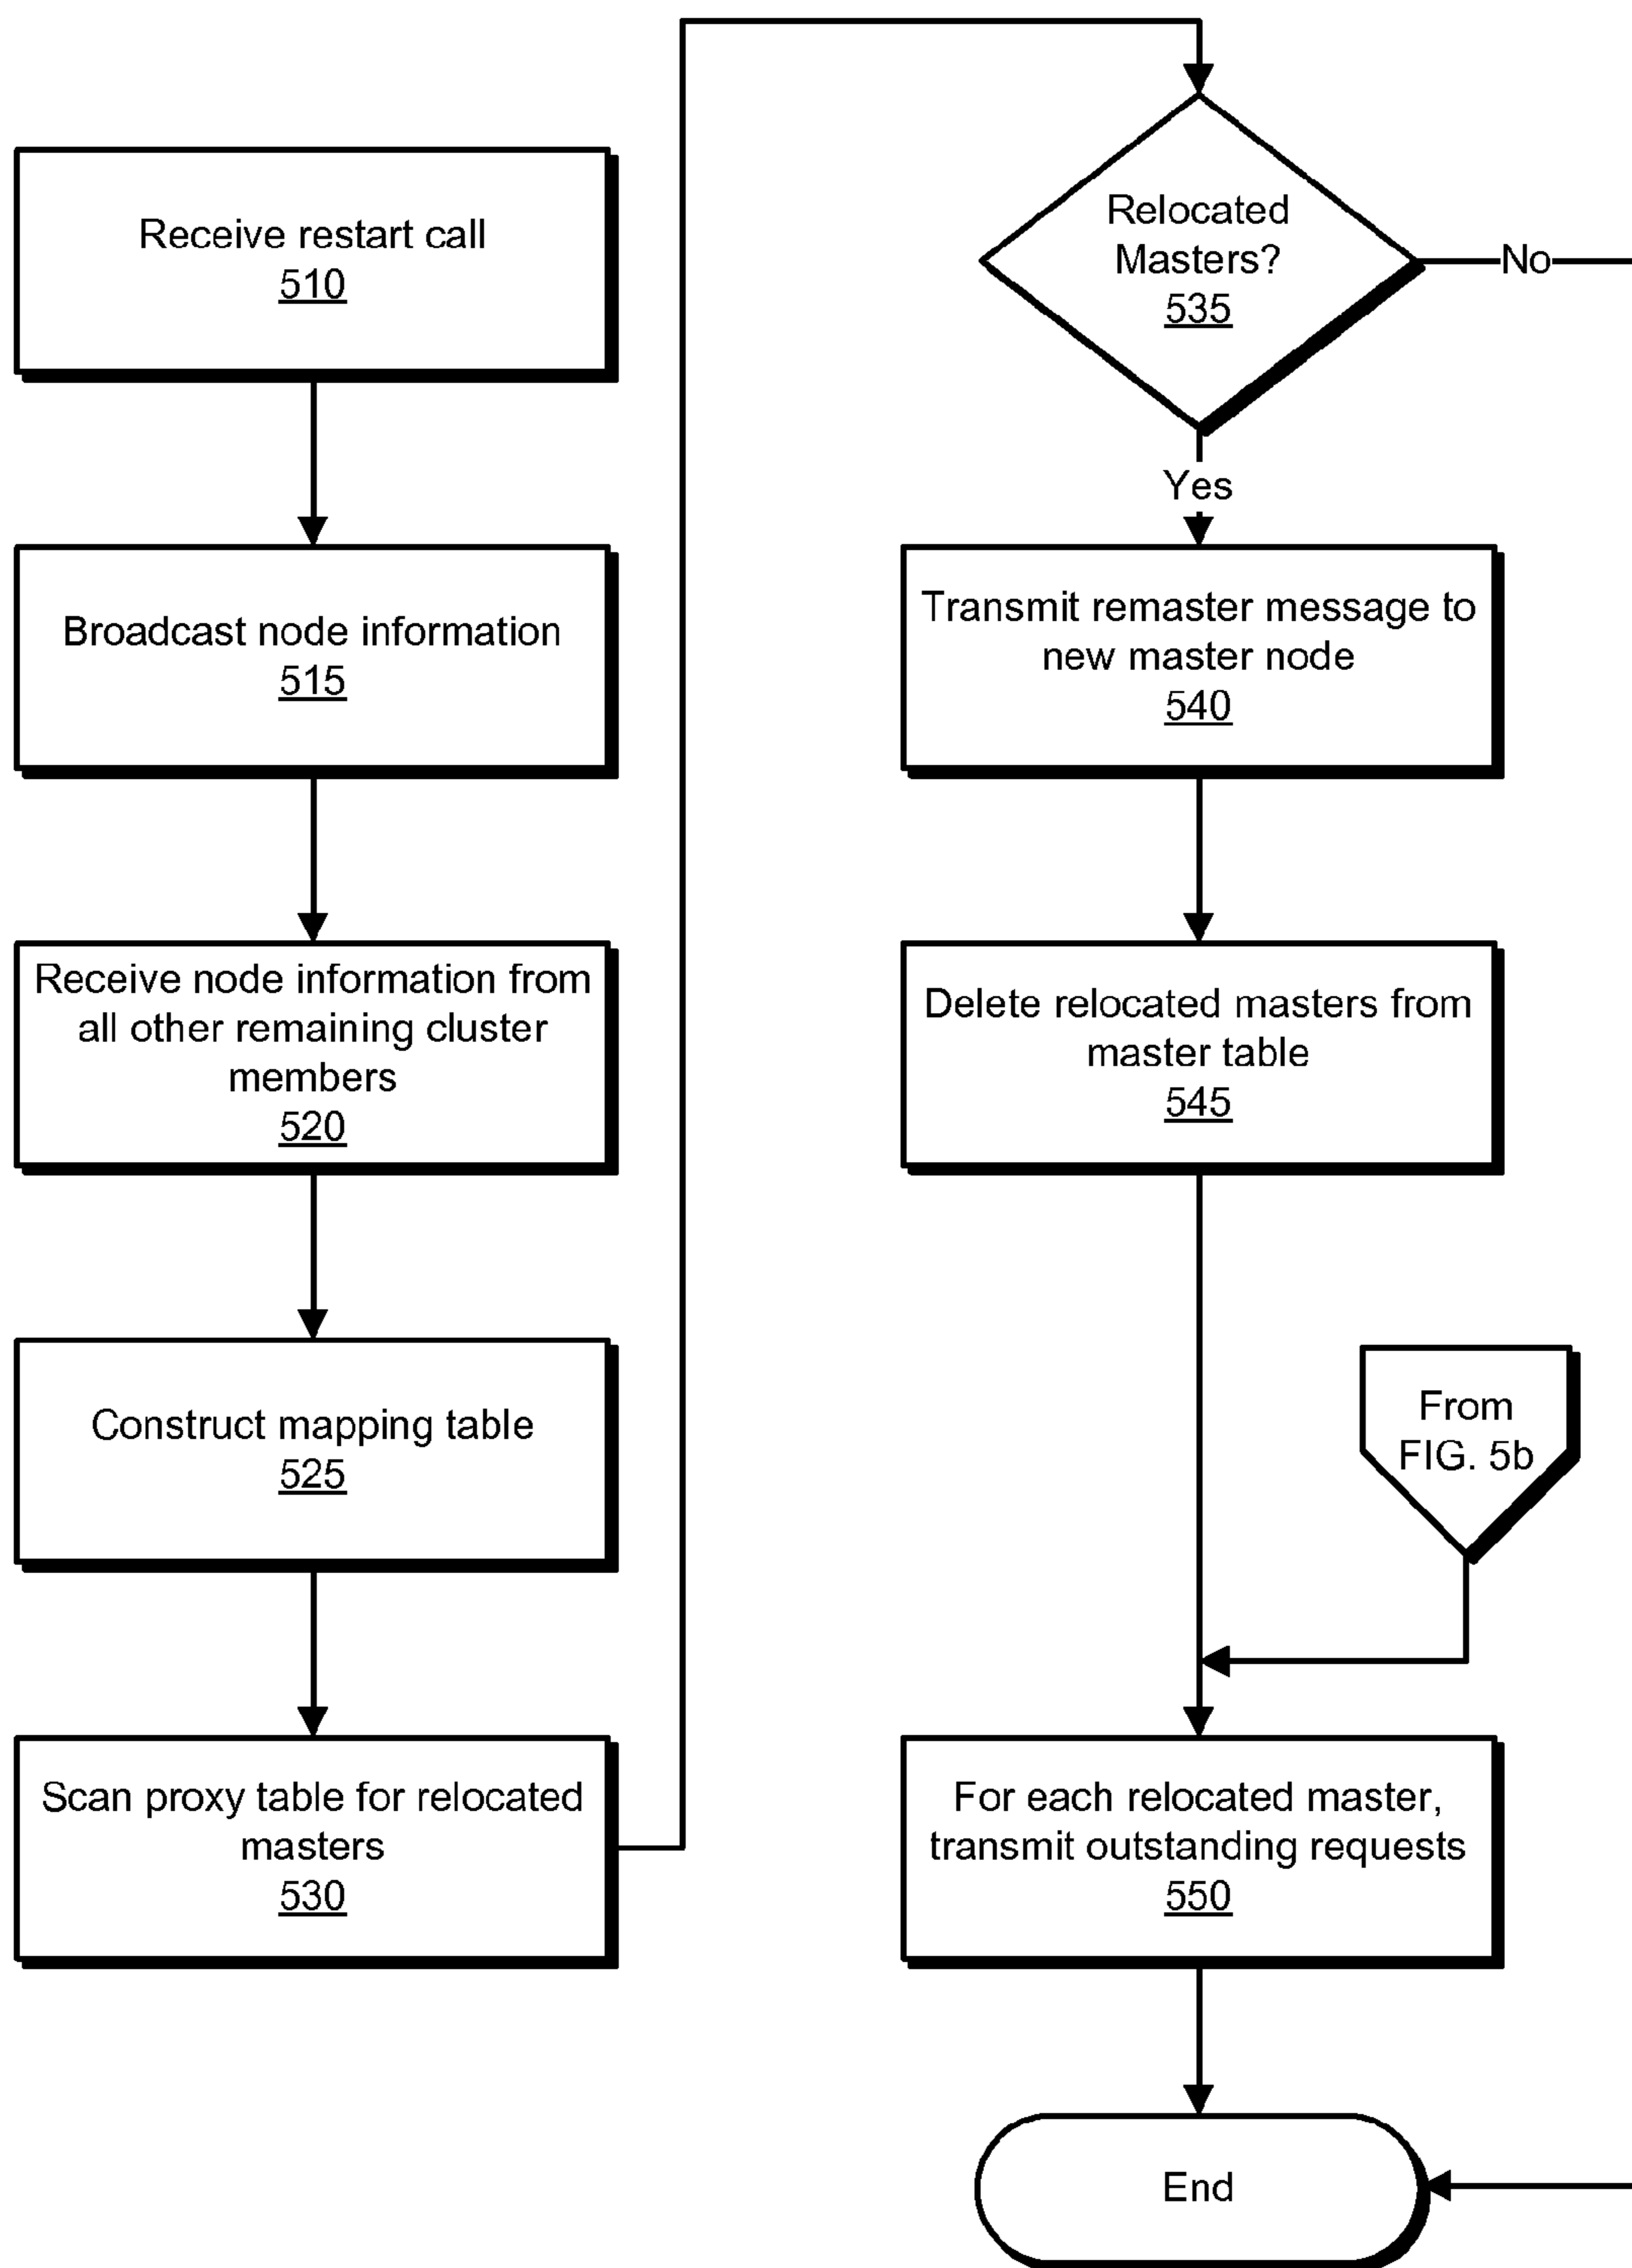 Receive restart call
510
Broadcast node information
515
Receive node information from
all other remaining cluster
members
520
Construct mapping table
525
Scan proxy table for relocated
masters
530
Relocated
Masters?
535
No
Yes
Transmit remaster message to
new master node
540
Delete relocated masters from
master table
545
From
FIG. 5b
For each relocated master,
transmit outstanding requests
550
End